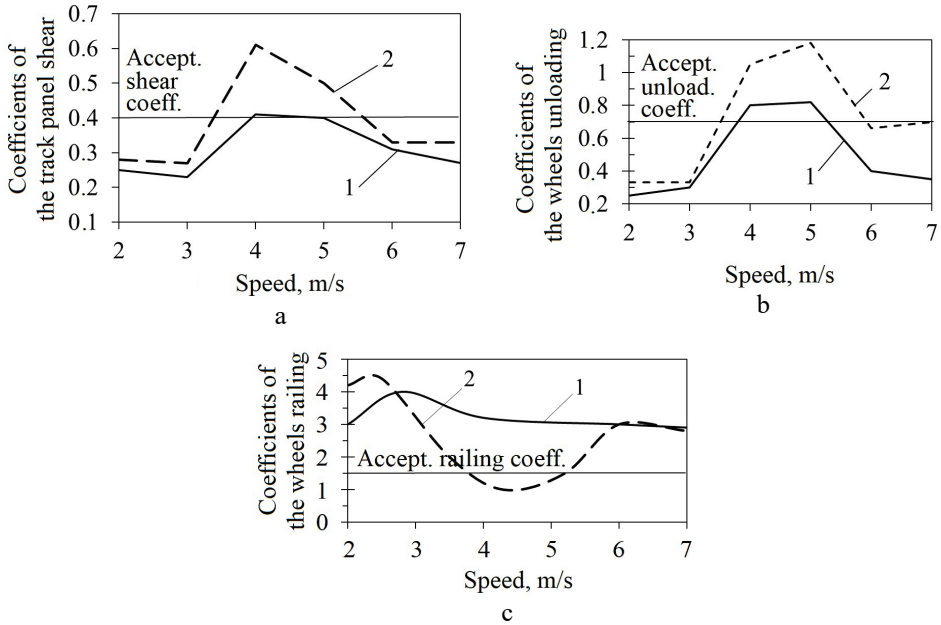 Coefficients of
the track panel shear
0.7
0.6
0.5
0.4
0.3
0.2
0.1
Accept.
shear
coeff.
2
1
2 3 4 5 6 7
Speed, m/s
a
Coefficients of
the wheels unloading
1.2
1
0.8
0.6
0.4
0.2
Accept.
unload.
coeff.
2
1
2 3 4 5 6 7
Speed, m/s
b
Coefficients of
the wheels railing
5
4
3
2
1
0
2
1
Accept. railing coeff.
2 3 4 5 6 7
Speed, m/s
c